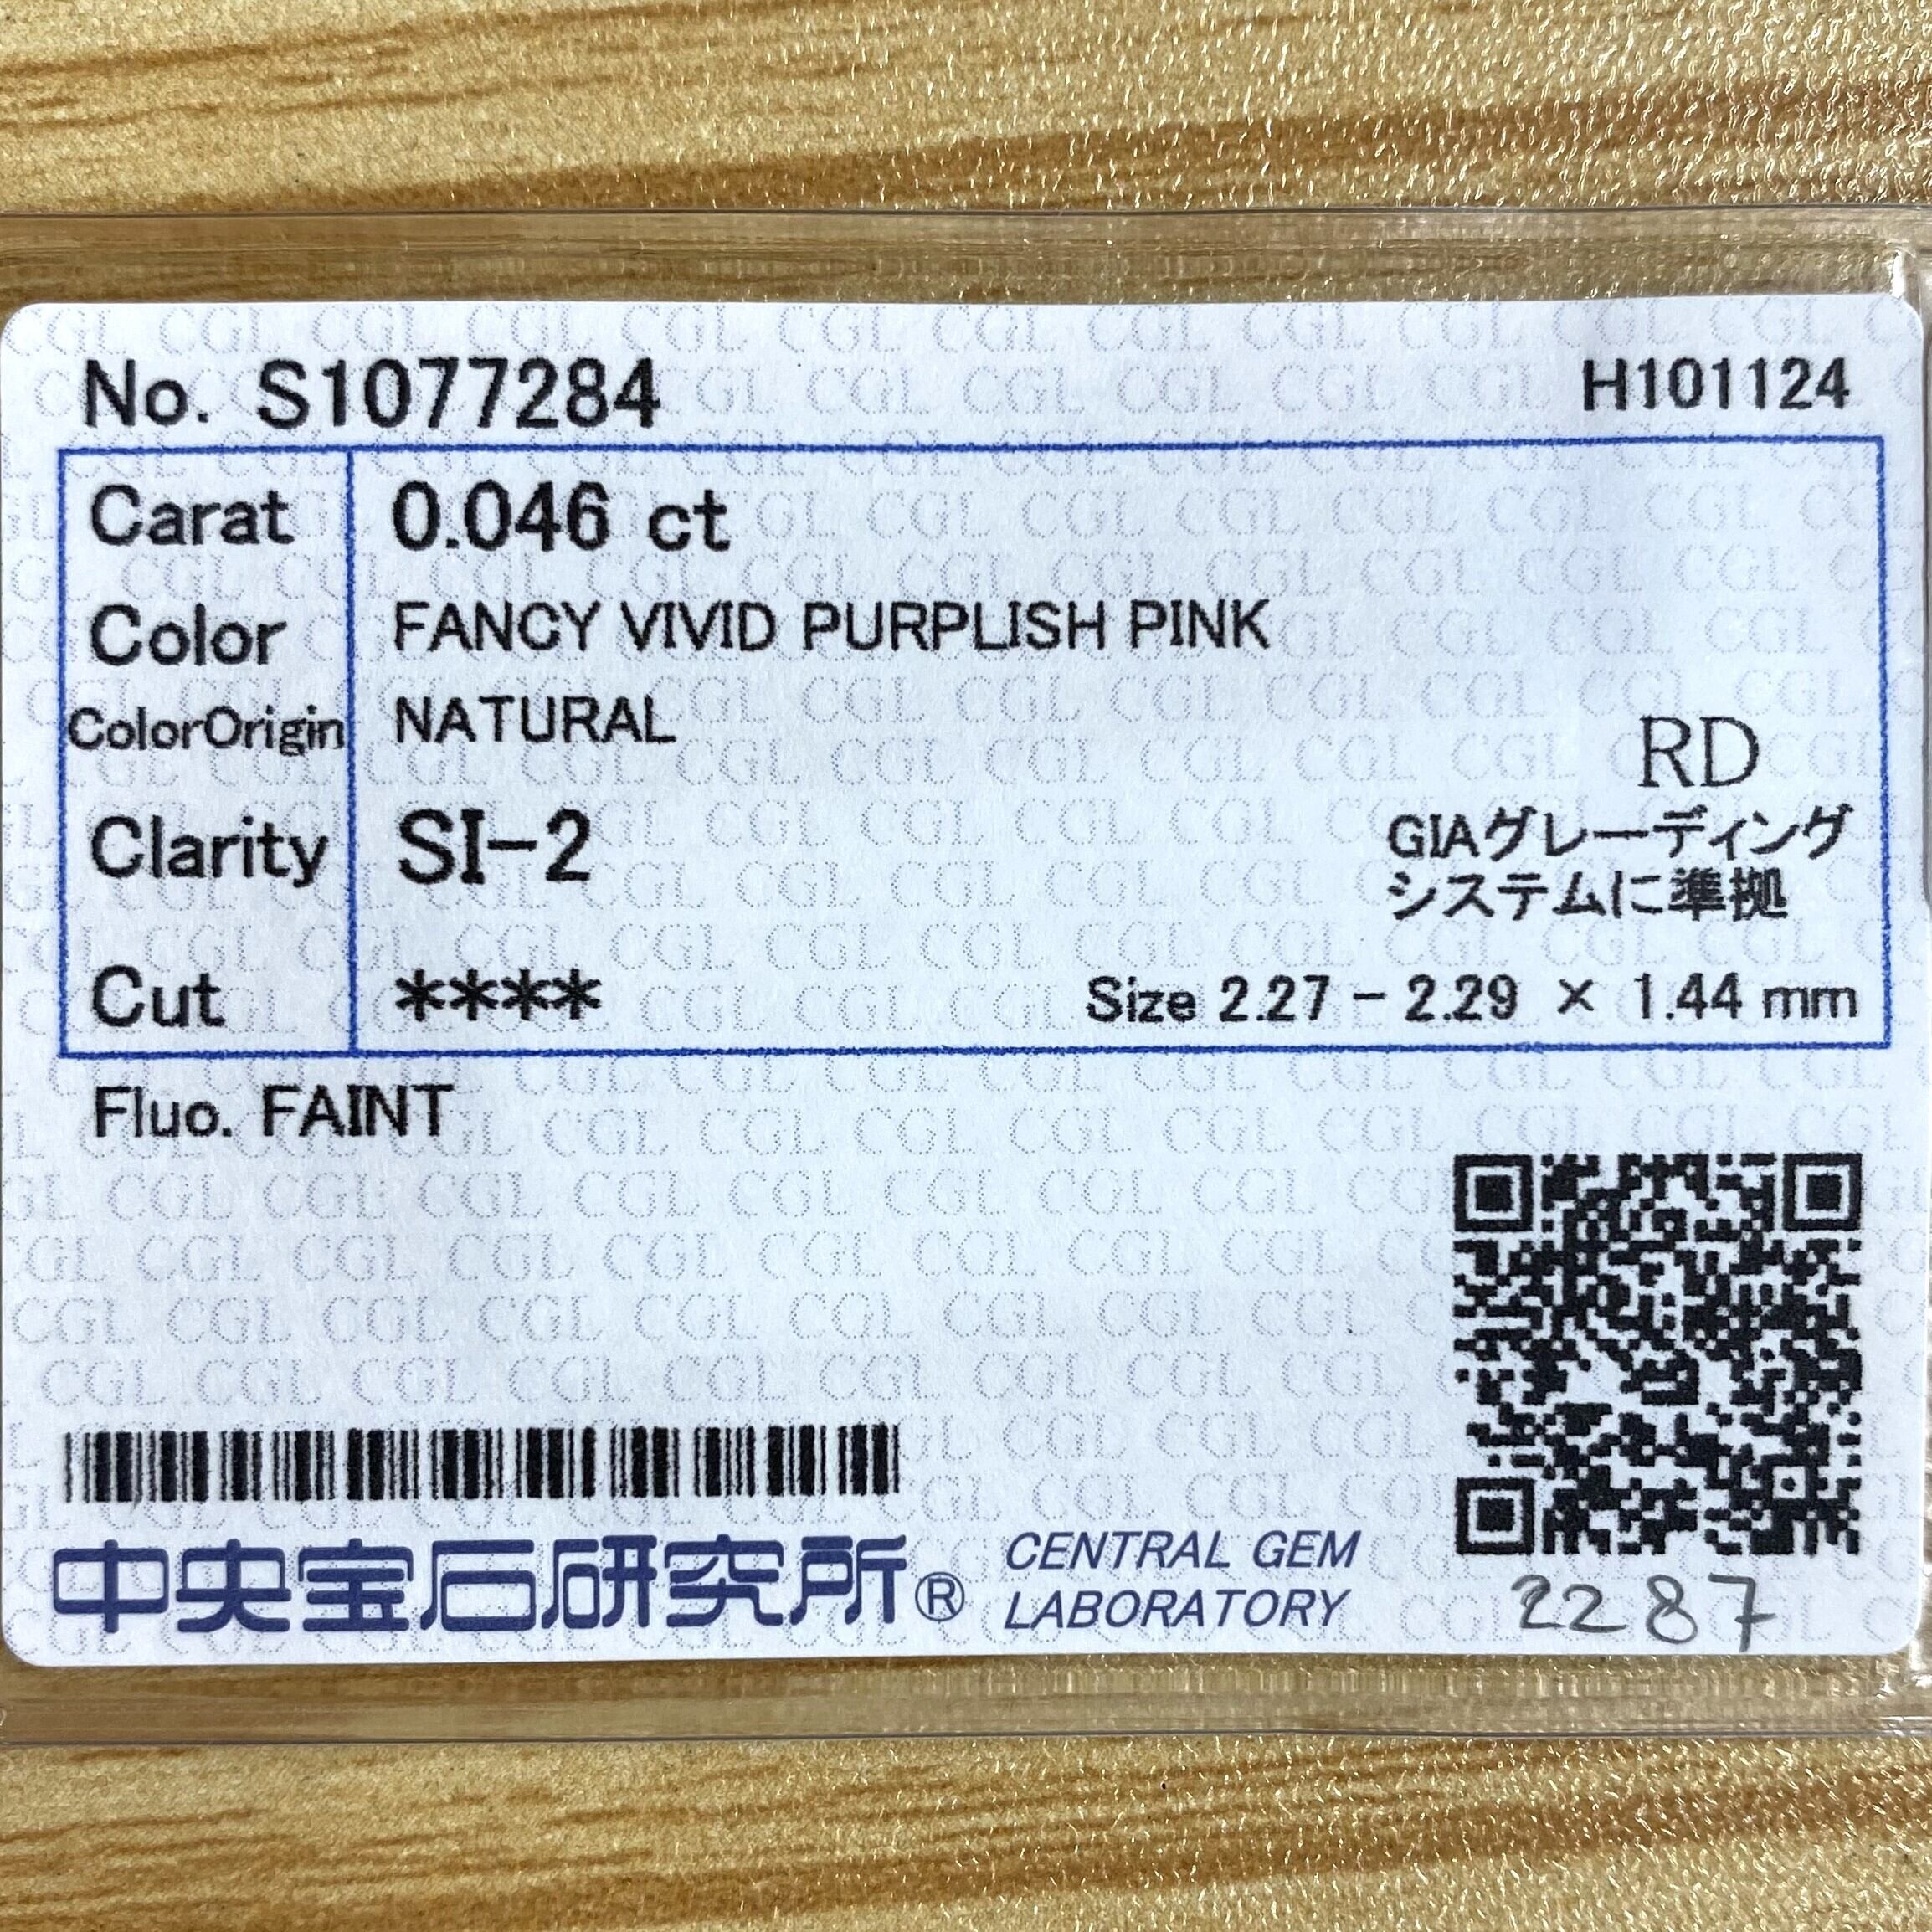 No. S1077284 H101124
Carat 0.046 ct
Color FANCY VIVID PURPLISH PINK
ColorOrigin NATURAL
RD
Clarity SI-2
GIAグレーディング
システムに準拠
Cut **** Size 2.27 - 2.29 × 1.44 mm
Fluo. FAINT
中央宝石研究所® CENTRAL GEM
LABORATORY
2287